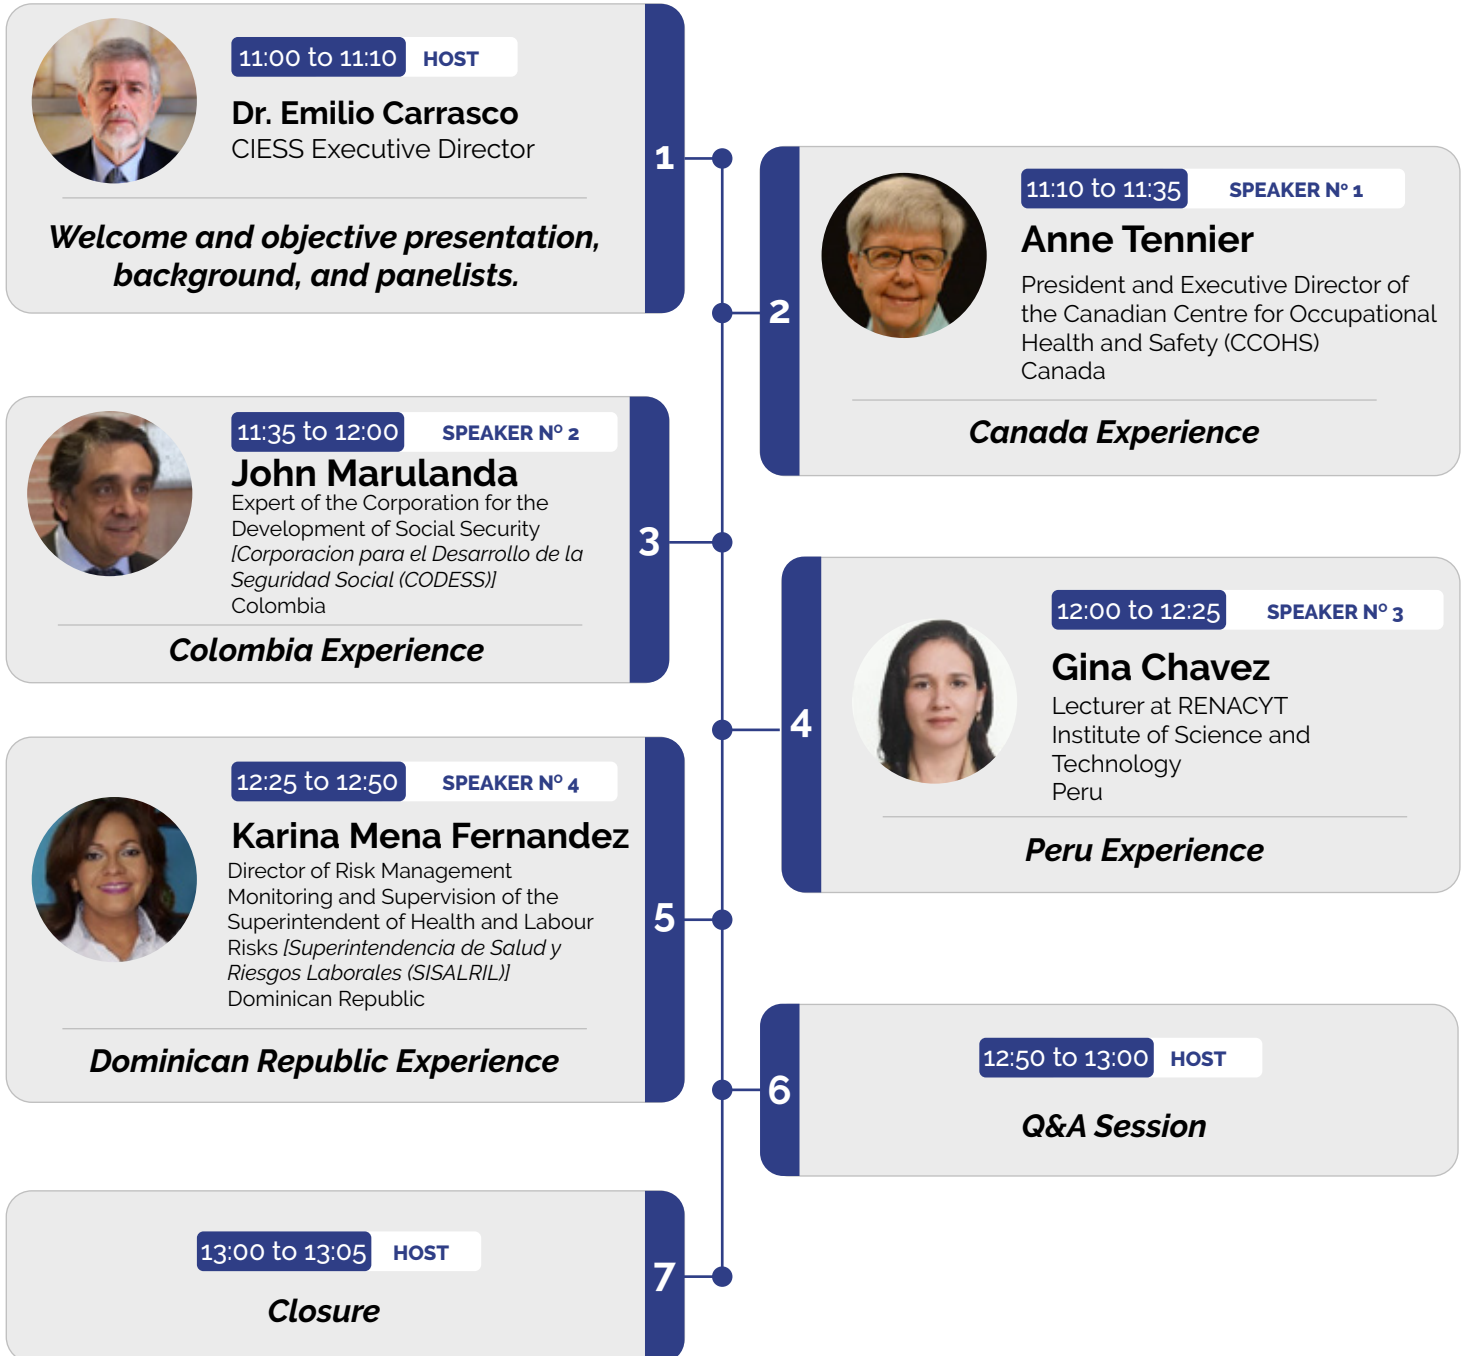 11:00 to 11:10 HOST
Dr. Emilio Carrasco
CIESS Executive Director
Welcome and objective presentation,
background, and panelists.
1
11:10 to 11:35 SPEAKER Nº 1
Anne Tennier
President and Executive Director of
the Canadian Centre for Occupational
Health and Safety (CCOHS)
Canada
Canada Experience
2
11:35 to 12:00 SPEAKER Nº 2
John Marulanda
Expert of the Corporation for the
Development of Social Security
[Corporacion para el Desarrollo de la
Seguridad Social (CODESS)]
Colombia
Colombia Experience
3
12:00 to 12:25 SPEAKER Nº 3
Gina Chavez
Lecturer at RENACYT
Institute of Science and
Technology
Peru
Peru Experience
4
12:25 to 12:50 SPEAKER Nº 4
Karina Mena Fernandez
Director of Risk Management
Monitoring and Supervision of the
Superintendent of Health and Labour
Risks [Superintendencia de Salud y
Riesgos Laborales (SISALRIL)]
Dominican Republic
Dominican Republic Experience
5
12:50 to 13:00 HOST
Q&A Session
6
13:00 to 13:05 HOST
Closure
7